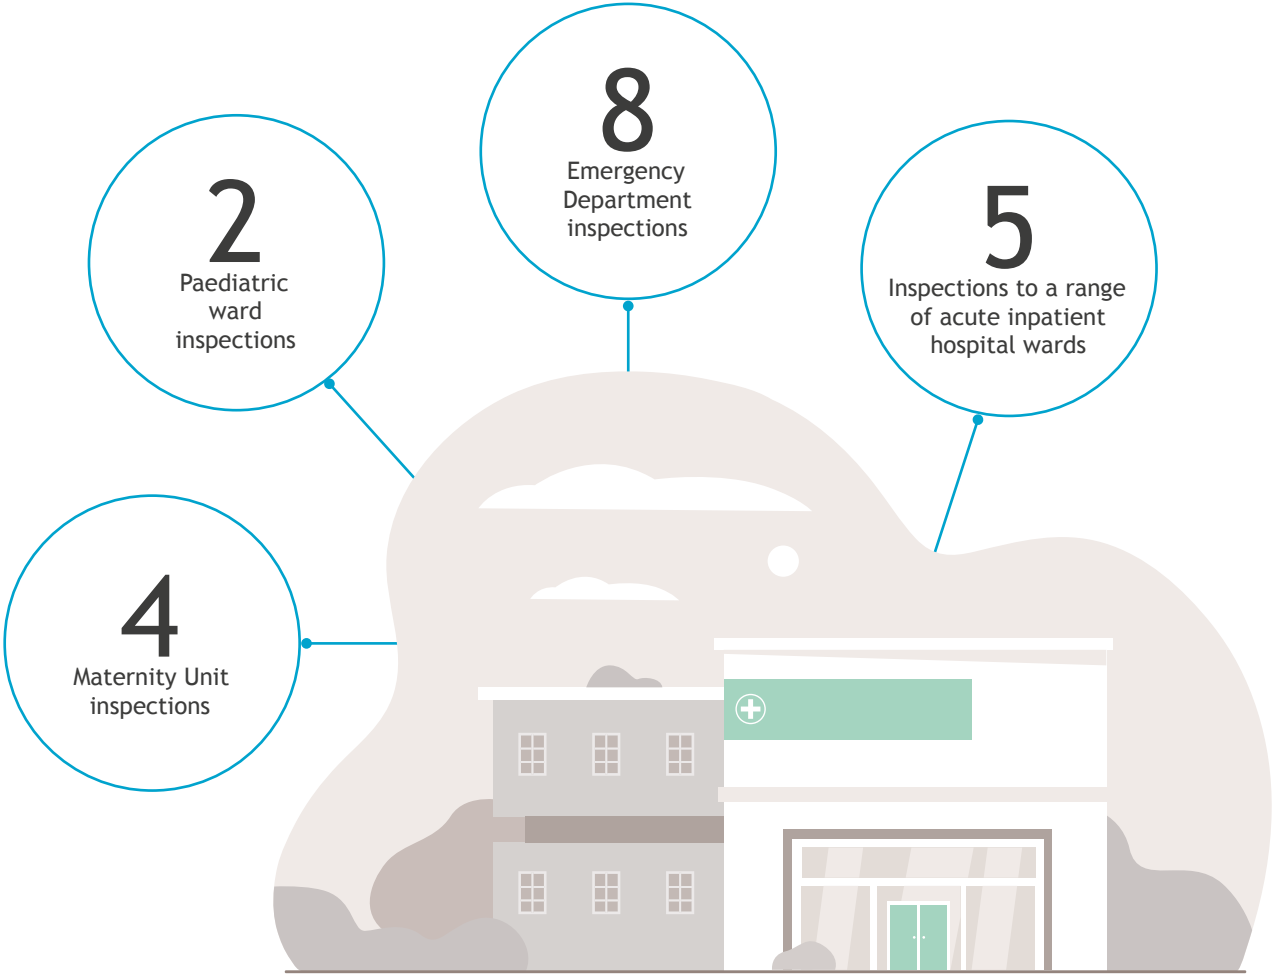 8
Emergency
Department
inspections
2
Paediatric
ward
inspections
5
Inspections to a range
of acute inpatient
hospital wards
4
Maternity Unit
inspections